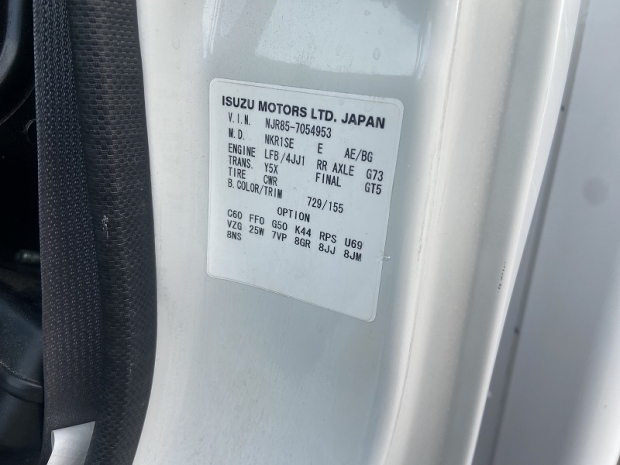 ISUZU MOTORS LTD. JAPAN
V.I.N. NJR85-7054953
M.D. NKR1SE E AE/BG
ENGINE LFB/4JJ1 RR AXLE G73
TRANS. Y5X FINAL GT5
TIRE CWR
B.COLOR/TRIM 729/155
OPTION
C60 FF0 G50 K44 RPS U69
VZG 25W 7VP 8GR 8JJ 8JM
8NS